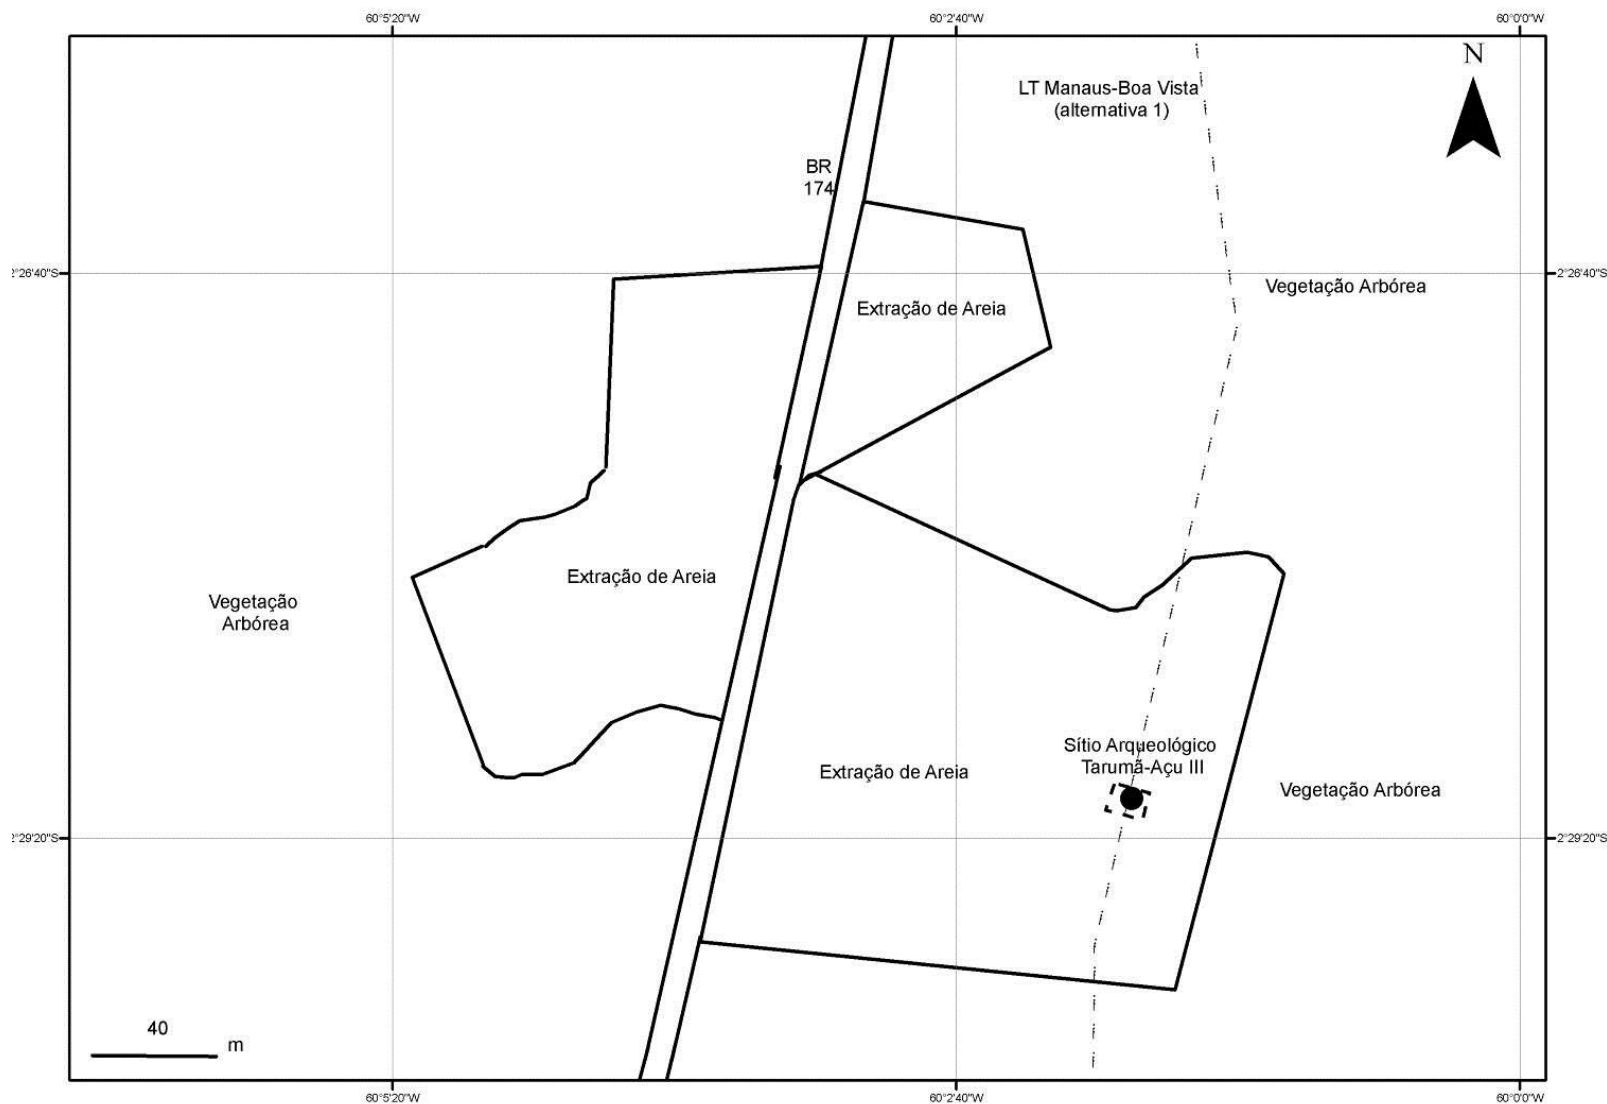 60°5'20"W
60°2'40"W
60°0'0"W
N
LT Manaus-Boa Vista
(alternativa 1)
BR
174
2°26'40"S
2°26'40"S
Vegetação Arbórea
Extração de Areia
Extração de Areia
Vegetação
Arbórea
Sítio Arqueológico
Tarumã-Açu III
Extração de Areia
Vegetação Arbórea
2°29'20"S
2°29'20"S
40
m
60°5'20"W
60°2'40"W
60°0'0"W